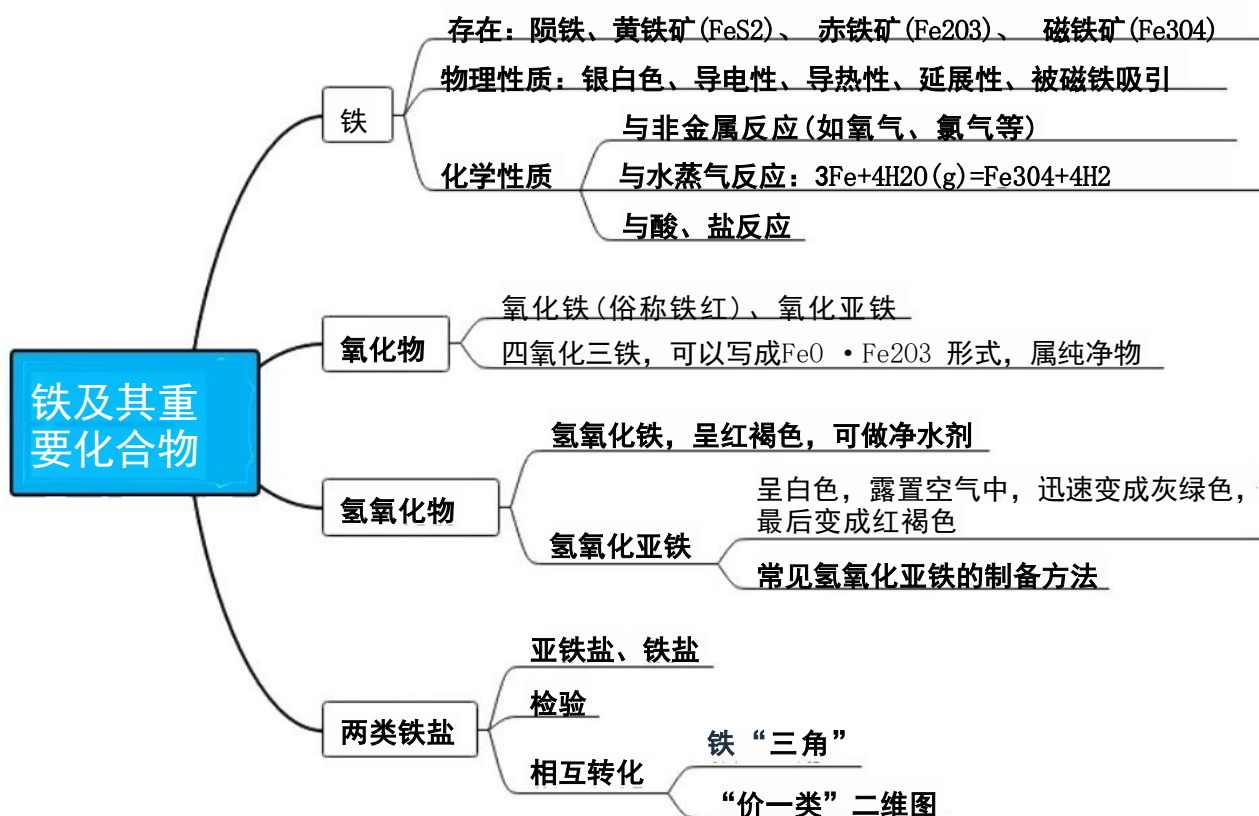 存在：陨铁、黄铁矿(FeS2)、 赤铁矿(Fe2O3)、 磁铁矿(Fe3O4)
物理性质：银白色、导电性、导热性、延展性、被磁铁吸引
铁
与非金属反应(如氧气、氯气等)
化学性质
与水蒸气反应：3Fe+4H2O(g)=Fe3O4+4H2
与酸、盐反应
氧化铁(俗称铁红)、氧化亚铁
氧化物
四氧化三铁，可以写成FeO •Fe2O3 形式，属纯净物
铁及其重
要化合物
氢氧化铁，呈红褐色，可做净水剂
氢氧化物
呈白色，露置空气中，迅速变成灰绿色，
最后变成红褐色
氢氧化亚铁
常见氢氧化亚铁的制备方法
亚铁盐、铁盐
检验
两类铁盐
铁“三角”
相互转化
“价一类”二维图